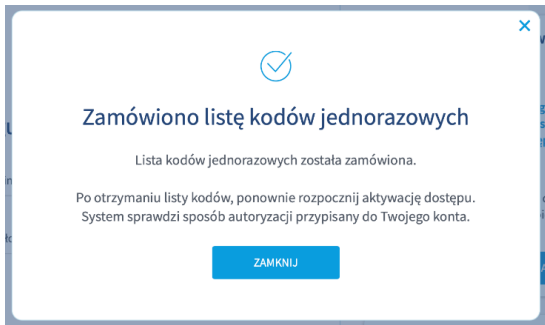 Zamówiono listę kodów jednorazowych
Lista kodów jednorazowych została zamówiona.
Po otrzymaniu listy kodów, ponownie rozpocznij aktywację dostępu.
System sprawdzi sposób autoryzacji przypisany do Twojego konta.
ZAMKNIJ